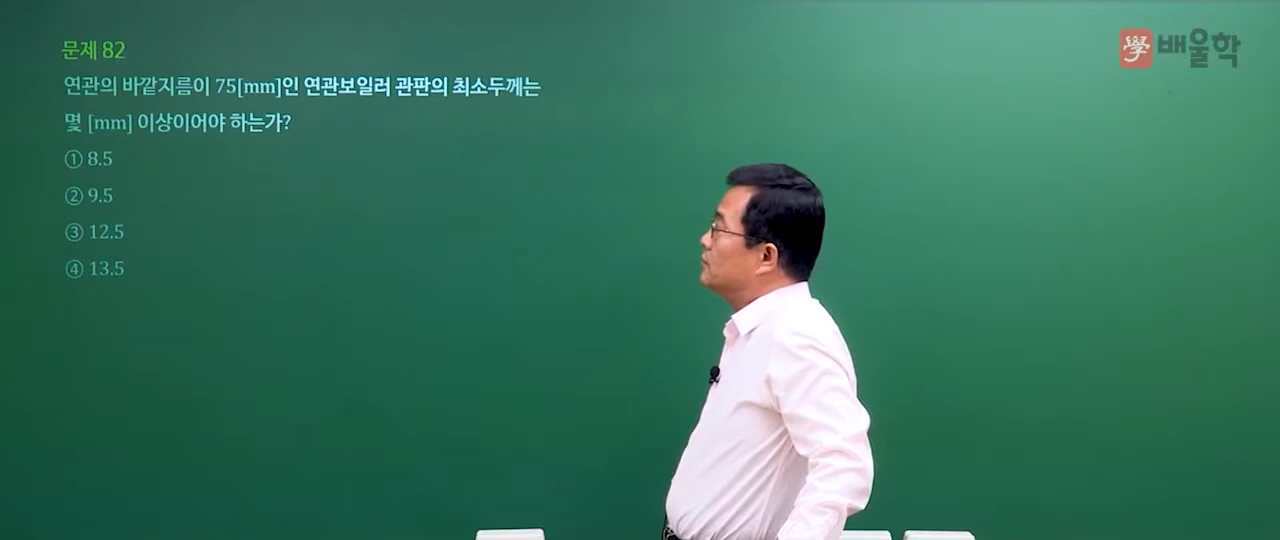 문제 82
연관의 바깥지름이 75[mm]인 연관보일러 관판의 최소두께는
몇 [mm] 이상이어야 하는가?
① 8.5
② 9.5
③ 12.5
④ 13.5
學 배울학